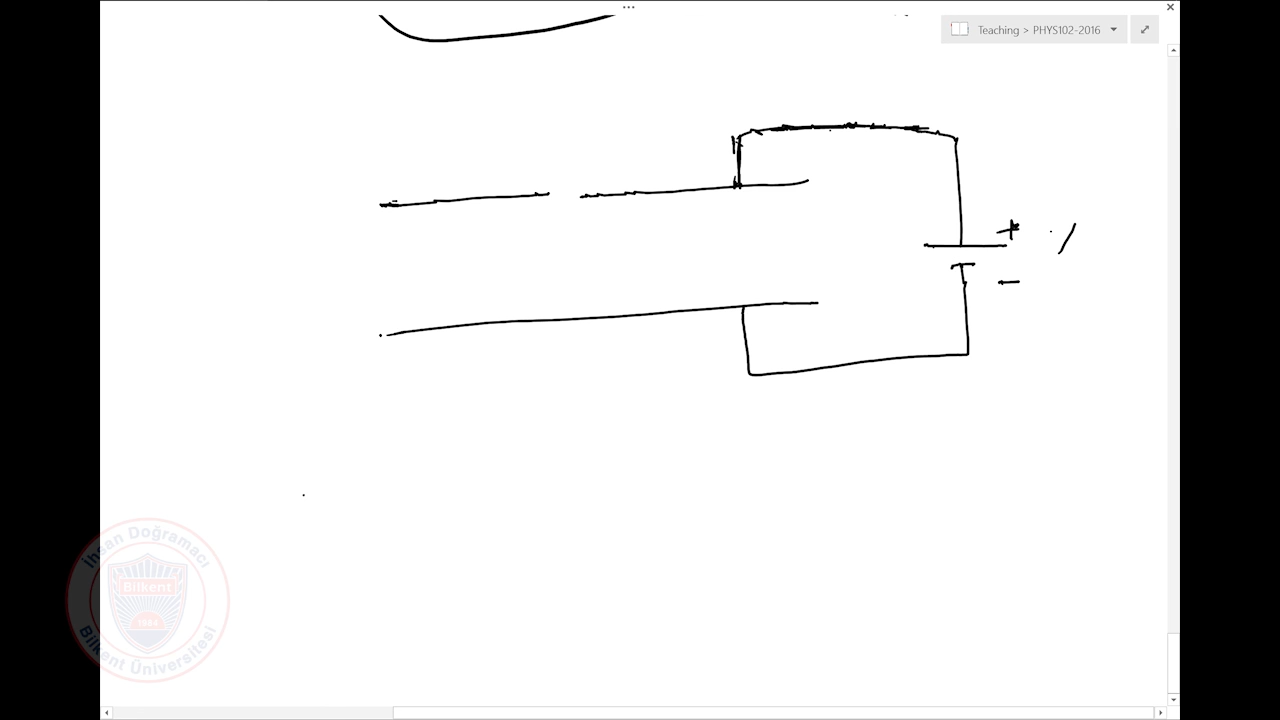 Teaching > PHYS102-2016
+
-
İhsan Doğramacı
Bilkent
1984
Bilkent Üniversitesi